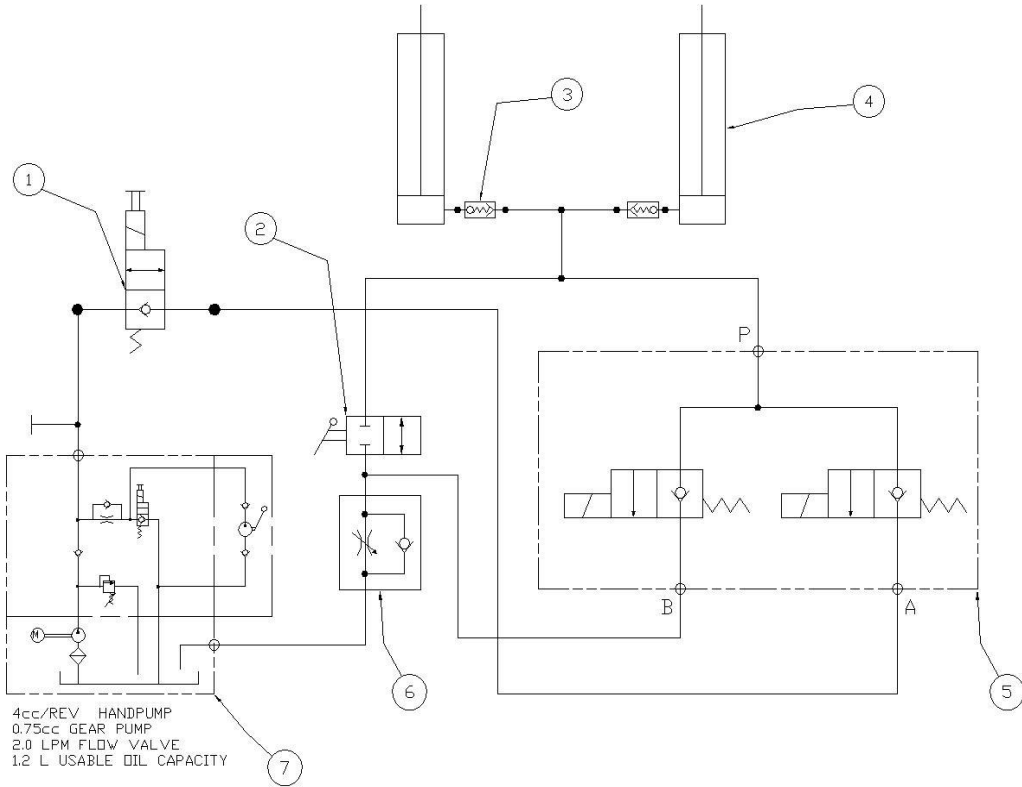 3
4
1
2
P
B
A
M
6
5
4cc/REV HANDPUMP
0.75cc GEAR PUMP
2.0 LPM FLOW VALVE
1.2 L USABLE OIL CAPACITY
7